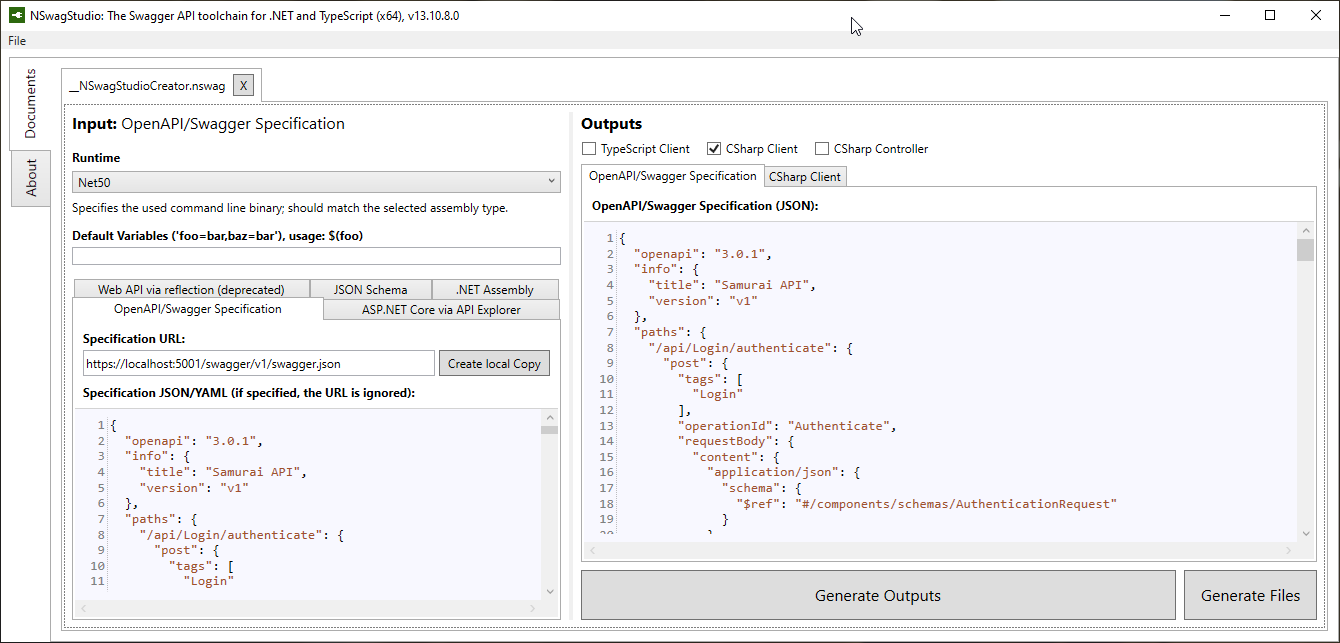 NSwagStudio: The Swagger API toolchain for .NET and TypeScript (x64), v13.10.8.0
File
Documents
About
__NSwagStudioCreator.nswag X
Input: OpenAPI/Swagger Specification
Runtime
Net50
Specifies the used command line binary; should match the selected assembly type.
Default Variables ('foo=bar,baz=bar'), usage: $(foo)
Web API via reflection (deprecated) JSON Schema .NET Assembly
OpenAPI/Swagger Specification ASP.NET Core via API Explorer
Specification URL:
https://localhost:5001/swagger/v1/swagger.json Create local Copy
Specification JSON/YAML (if specified, the URL is ignored):
1 {
2 "openapi": "3.0.1",
3 "info": {
4 "title": "Samurai API",
5 "version": "v1"
6 },
7 "paths": {
8 "/api/Login/authenticate": {
9 "post": {
10 "tags": [
11 "Login"
Outputs
TypeScript Client CSharp Client CSharp Controller
OpenAPI/Swagger Specification CSharp Client
OpenAPI/Swagger Specification (JSON):
1 {
2 "openapi": "3.0.1",
3 "info": {
4 "title": "Samurai API",
5 "version": "v1"
6 },
7 "paths": {
8 "/api/Login/authenticate": {
9 "post": {
10 "tags": [
11 "Login"
12 ],
13 "operationId": "Authenticate",
14 "requestBody": {
15 "content": {
16 "application/json": {
17 "schema": {
18 "$ref": "#/components/schemas/AuthenticationRequest"
19 }
Generate Outputs Generate Files